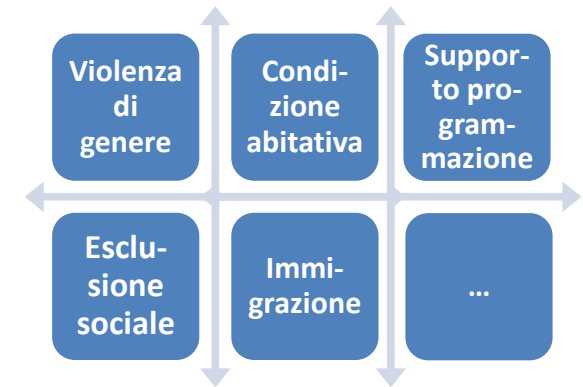 Violenza
di
genere
Condi-
zione
abitativa
Suppor-
to pro-
gram-
mazione
Esclu-
sione
sociale
Immi-
grazione
…